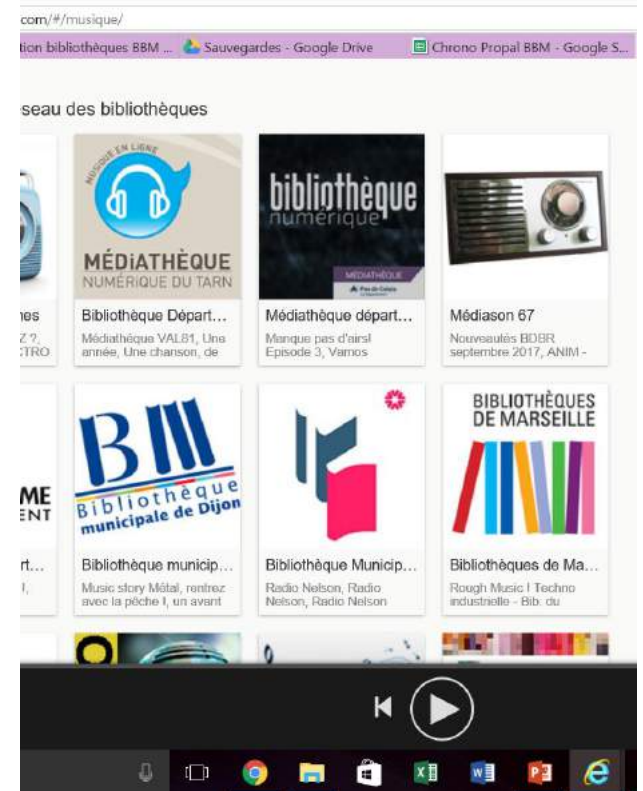 com/#/musique/
tion bibliothèques BBM ... Sauvegardes - Google Drive Chrono Propal BBM - Google S...
seau des bibliothèques
MUSIQUE EN LIGNE
MÉDiATHÈQUE
NUMÉRIQUE DU TARN
bibliothèque
numérique
MÉDIATHÈQUE
Pas de Calais
nes
Bibliothèque Départ...
Médiathèque départ...
Médiason 67
Z ?,
Médiathèque VAL81, Une
Manque pas d'airs!
Nouveautés BDBR
CTRO
année, Une chanson, de
Episode 3, Vamos
septembre 2017, ANIM -
ME
ENT
BM
Bibliothèque
municipale de Dijon
BIBLIOTHÈQUES
DE MARSEILLE
rt...
Bibliothèque municip...
Bibliothèque Municip...
Bibliothèques de Ma...
Music story Métal, rentrez
Radio Nelson, Radio
Rough Music I Techno
avec la pêche !, un avant
Nelson, Radio Nelson
industrielle - Bib. du